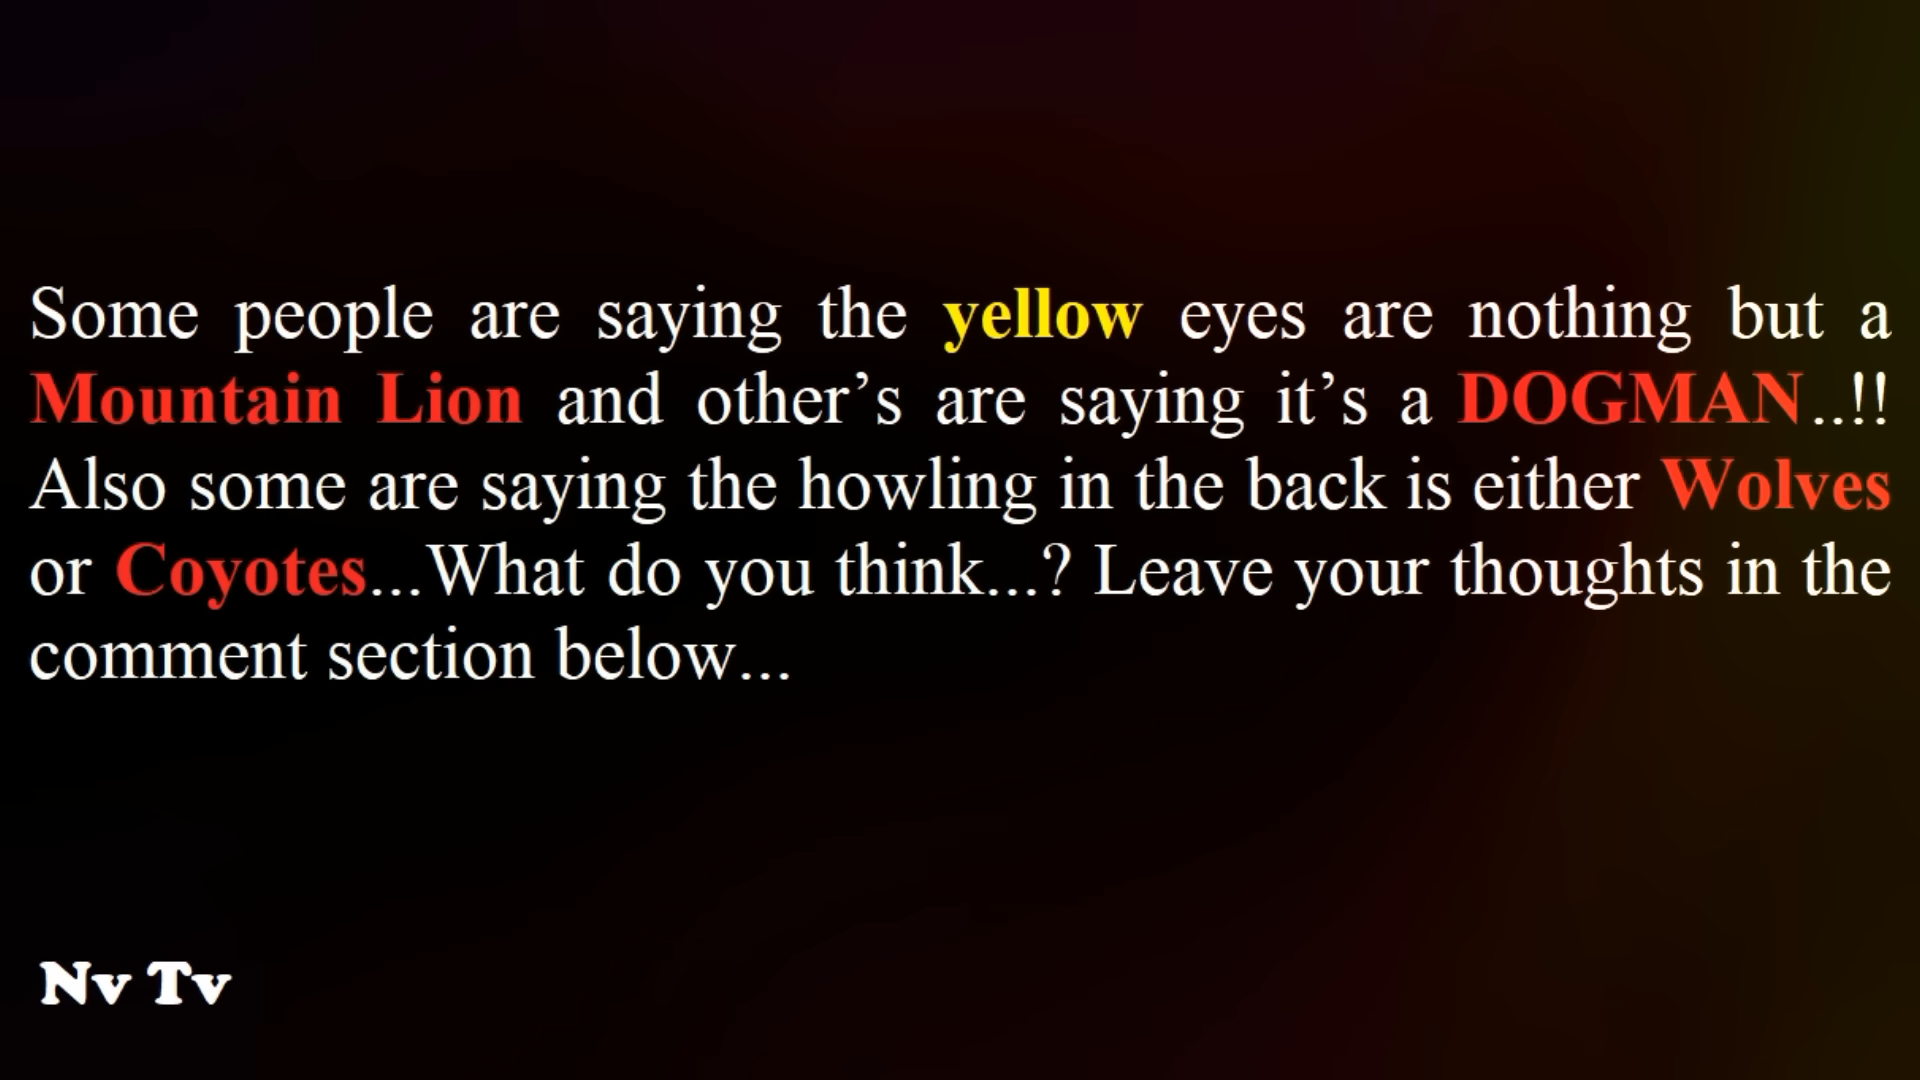 Some people are saying the yellow eyes are nothing but a
Mountain Lion and other’s are saying it’s a DOGMAN..!!
Also some are saying the howling in the back is either Wolves
or Coyotes...What do you think...? Leave your thoughts in the
comment section below...
Nv Tv